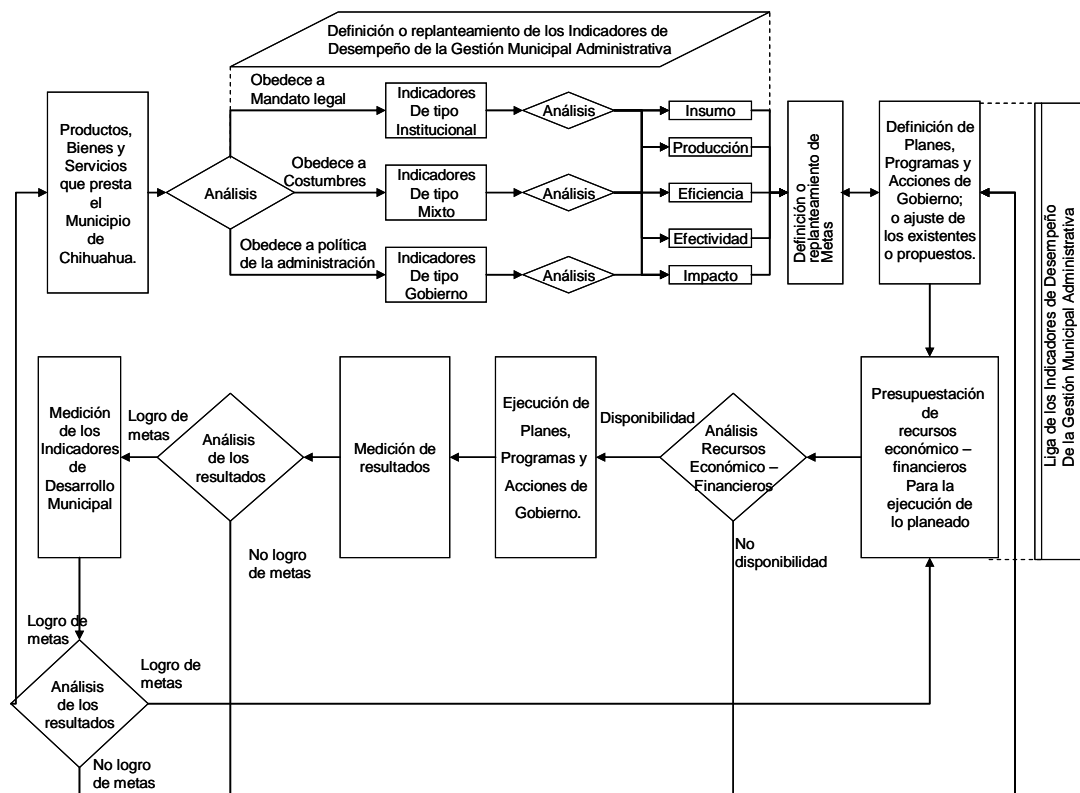 Definición o replanteamiento de los Indicadores de
Desempeño de la Gestión Municipal Administrativa
Productos,
Bienes y
Servicios
que presta
el
Municipio
de
Chihuahua.
Análisis
Obedece a
Mandato legal
Obedece a
Costumbres
Obedece a política
de la administración
Indicadores
De tipo
Institucional
Indicadores
De tipo
Mixto
Indicadores
De tipo
Gobierno
Análisis
Análisis
Análisis
Insumo
Producción
Eficiencia
Efectividad
Impacto
Definición o
replanteamiento de
Metas
Definición de
Planes,
Programas y
Acciones de
Gobierno;
o ajuste de
los existentes
o propuestos.
Liga de los Indicadores de Desempeño
De la Gestión Municipal Administrativa
Medición
de los
Indicadores
de
Desarrollo
Municipal
Logro de
metas
Análisis
de los
resultados
No logro
de metas
Medición de
resultados
Ejecución de
Planes,
Programas y
Acciones de
Gobierno.
Disponibilidad
Análisis
Recursos
Económico –
Financieros
No
disponibilidad
Presupuestación
de
recursos
económico –
financieros
Para la
ejecución de
lo planeado
Logro de
metas
Logro de
metas
Análisis
de los
resultados
No logro
de metas